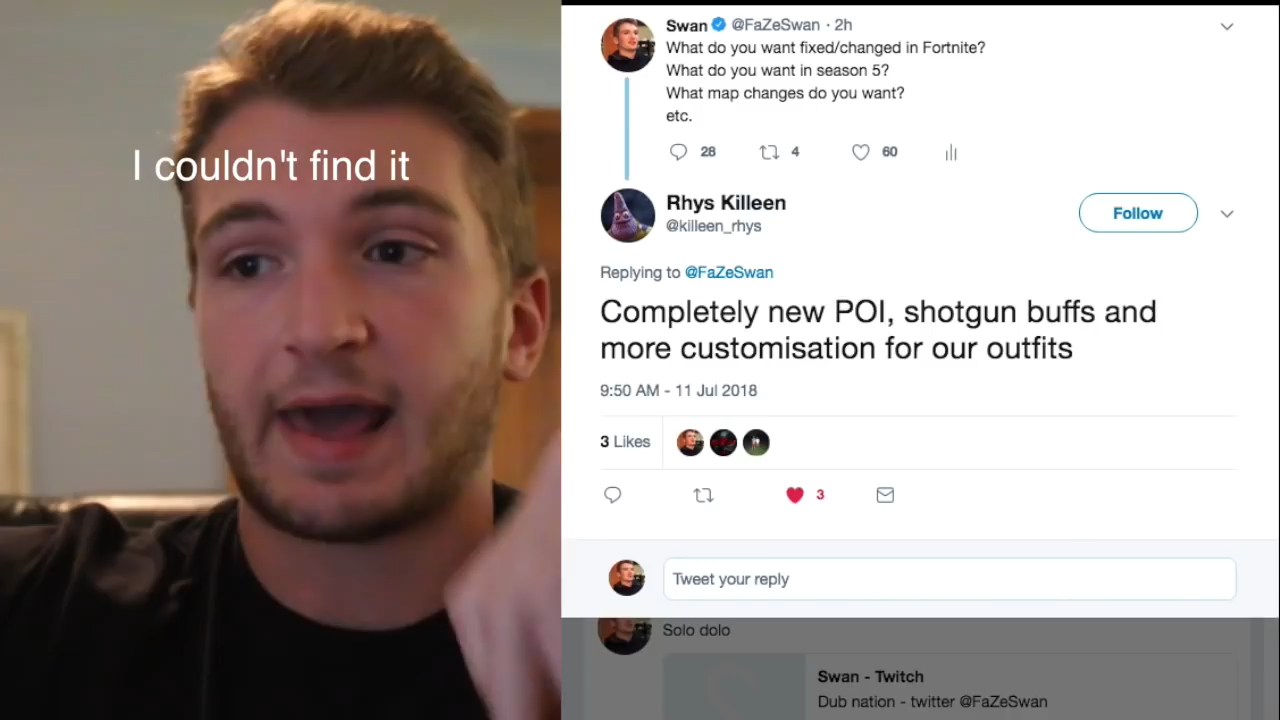 I couldn't find it
Swan @FaZeSwan · 2h
What do you want fixed/changed in Fortnite?
What do you want in season 5?
What map changes do you want?
etc.
28 4 60
Rhys Killeen
@killeen_rhys
Follow
Replying to @FaZeSwan
Completely new POI, shotgun buffs and
more customisation for our outfits
9:50 AM - 11 Jul 2018
3 Likes
3
Tweet your reply
Solo dolo
Swan - Twitch
Dub nation - twitter @FaZeSwan